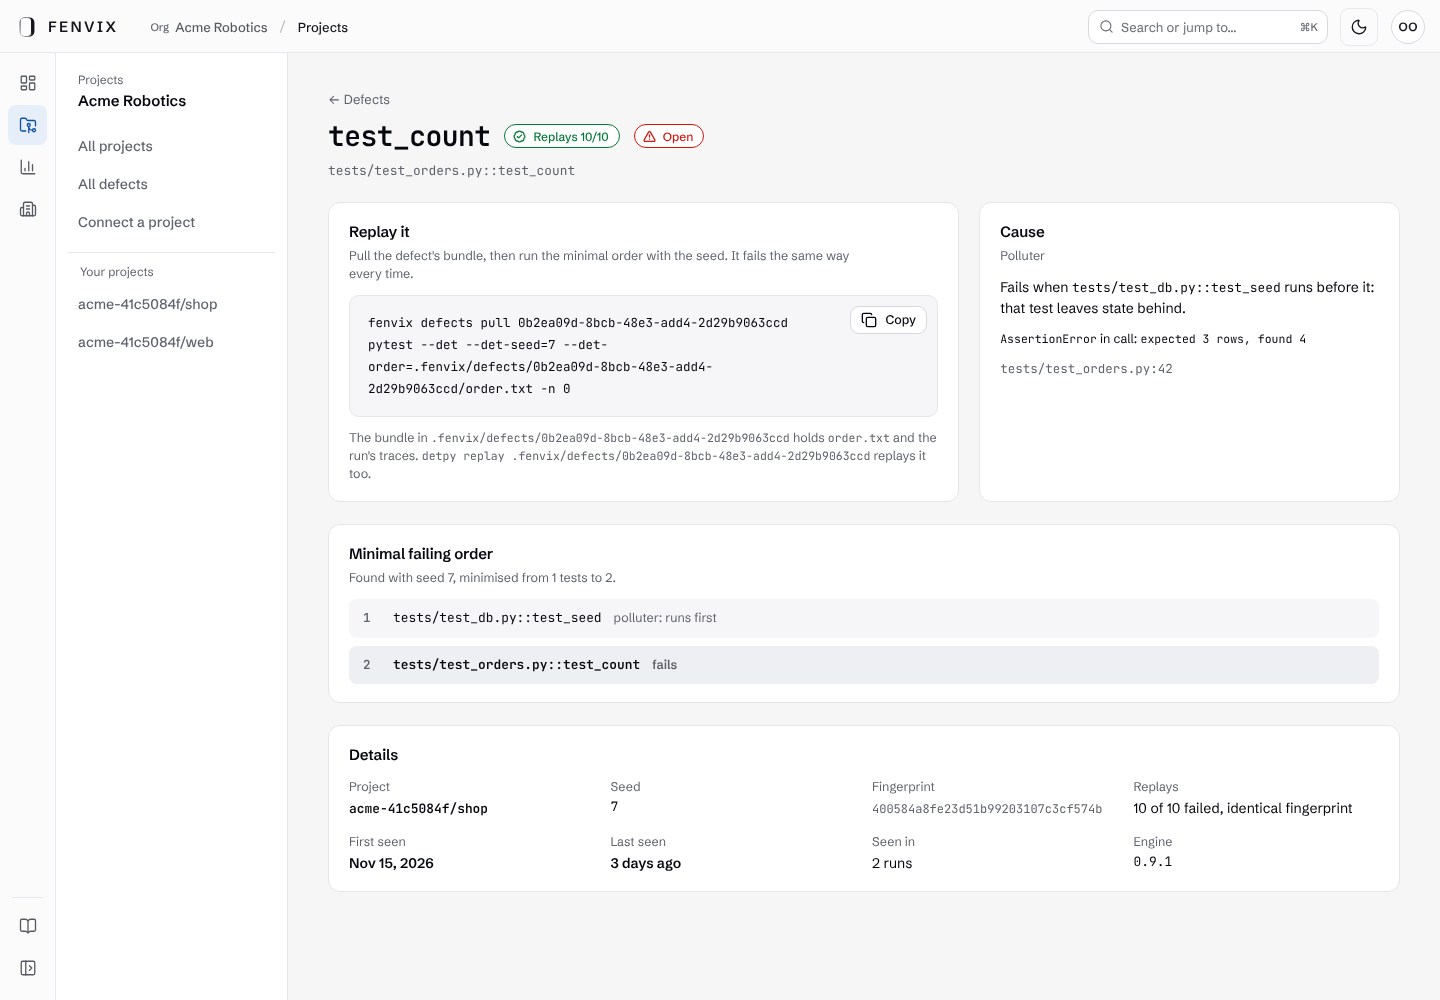 FENVIX
Org Acme Robotics / Projects
Search or jump to... ⌘K
OO
Projects
Acme Robotics
All projects
All defects
Connect a project
Your projects
acme-41c5084f/shop
acme-41c5084f/web
← Defects
test_count
Replays 10/10
Open
tests/test_orders.py::test_count
Replay it
Pull the defect's bundle, then run the minimal order with the seed. It fails the same way
every time.
Copy
fenvix defects pull 0b2ea09d-8bcb-48e3-add4-2d29b9063ccd
pytest --det --det-seed=7 --det-
order=.fenvix/defects/0b2ea09d-8bcb-48e3-add4-
2d29b9063ccd/order.txt -n 0
The bundle in .fenvix/defects/0b2ea09d-8bcb-48e3-add4-2d29b9063ccd holds order.txt and the
run's traces. detpy replay .fenvix/defects/0b2ea09d-8bcb-48e3-add4-2d29b9063ccd replays it
too.
Cause
Polluter
Fails when tests/test_db.py::test_seed runs before it:
that test leaves state behind.
AssertionError in call: expected 3 rows, found 4
tests/test_orders.py:42
Minimal failing order
Found with seed 7, minimised from 1 tests to 2.
1 tests/test_db.py::test_seed polluter: runs first
2 tests/test_orders.py::test_count fails
Details
Project
acme-41c5084f/shop
Seed
7
Fingerprint
400584a8fe23d51b99203107c3cf574b
Replays
10 of 10 failed, identical fingerprint
First seen
Nov 15, 2026
Last seen
3 days ago
Seen in
2 runs
Engine
0.9.1